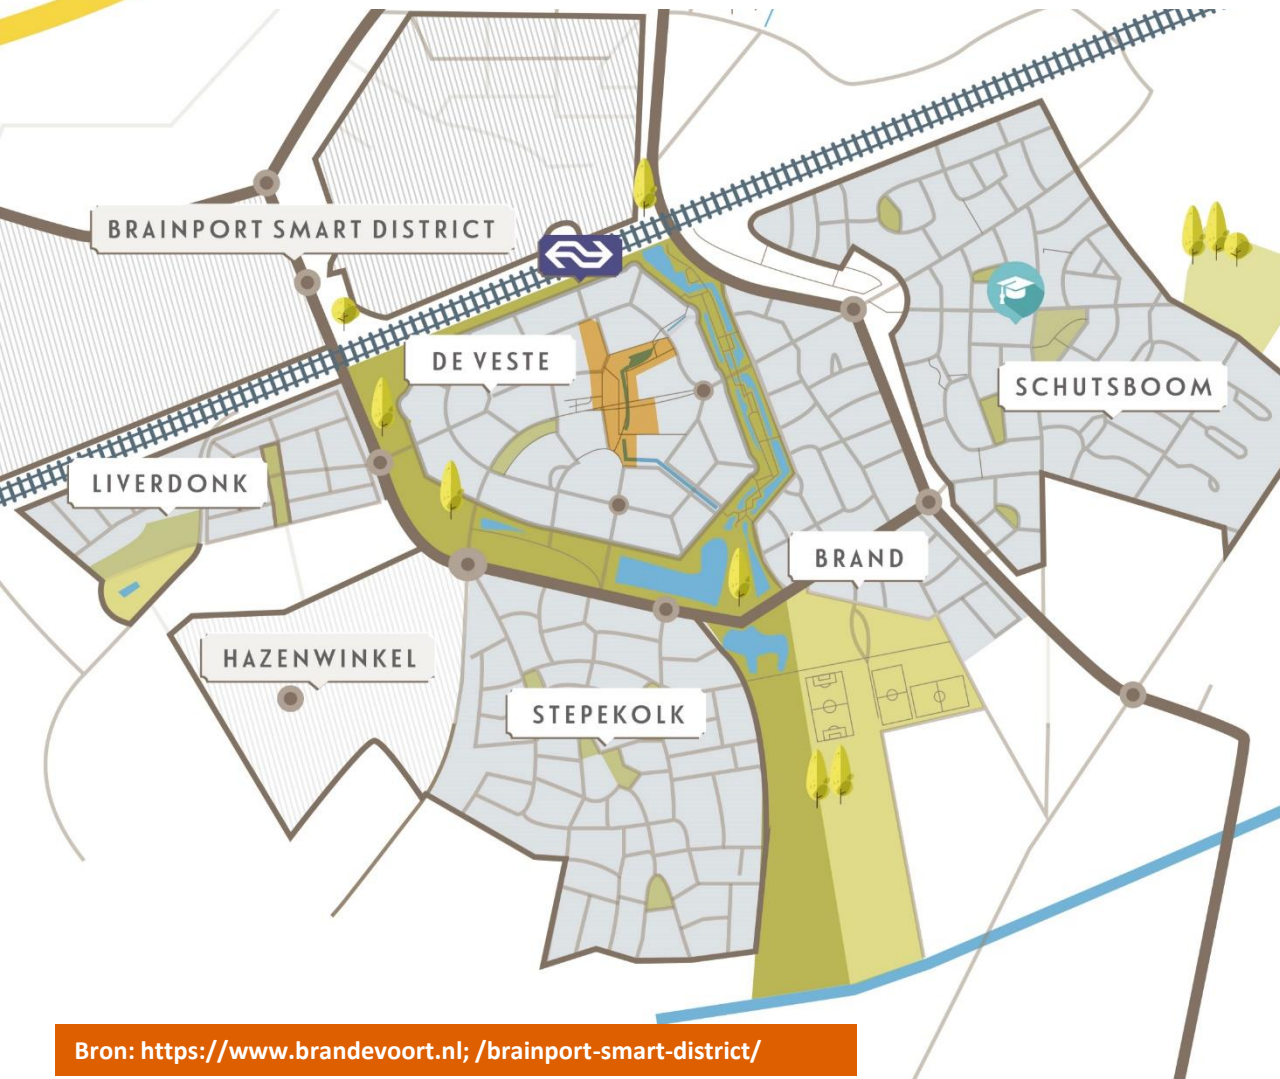 BRAINPORT SMART DISTRICT
DE VESTE
SCHUTSBOOM
LIVERDONK
BRAND
HAZENWINKEL
STEPEKOLK
Bron: https://www.brandevoort.nl; /brainport-smart-district/